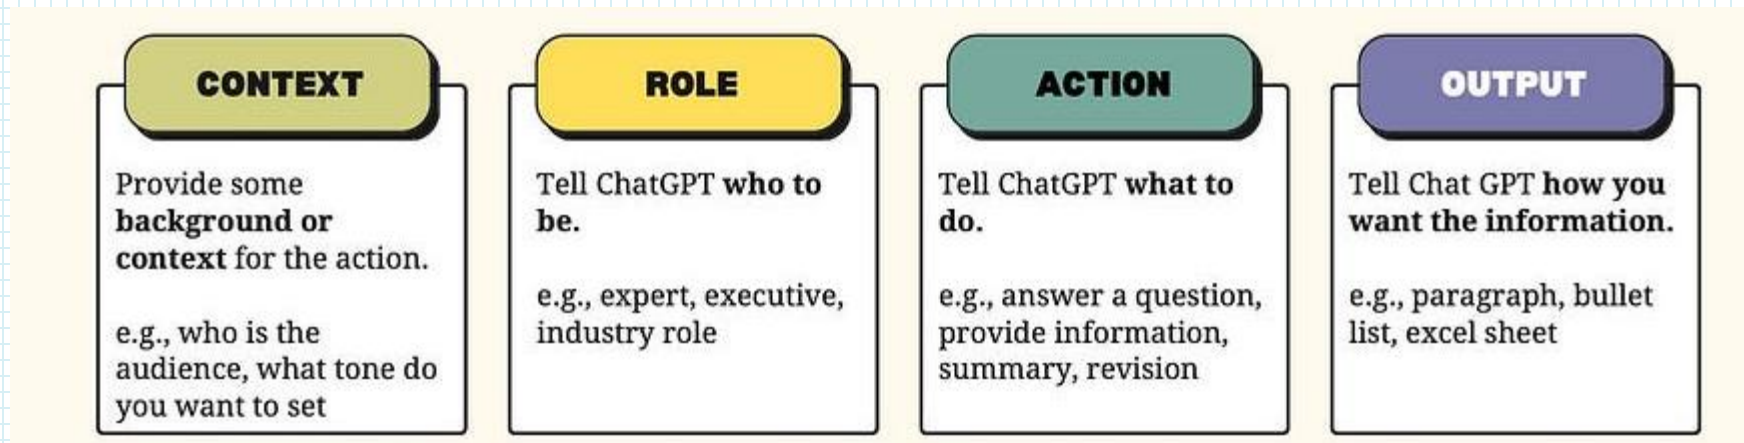 CONTEXT
Provide some
background or
context for the action.
e.g., who is the
audience, what tone do
you want to set
ROLE
Tell ChatGPT who to
be.
e.g., expert, executive,
industry role
ACTION
Tell ChatGPT what to
do.
e.g., answer a question,
provide information,
summary, revision
OUTPUT
Tell Chat GPT how you
want the information.
e.g., paragraph, bullet
list, excel sheet